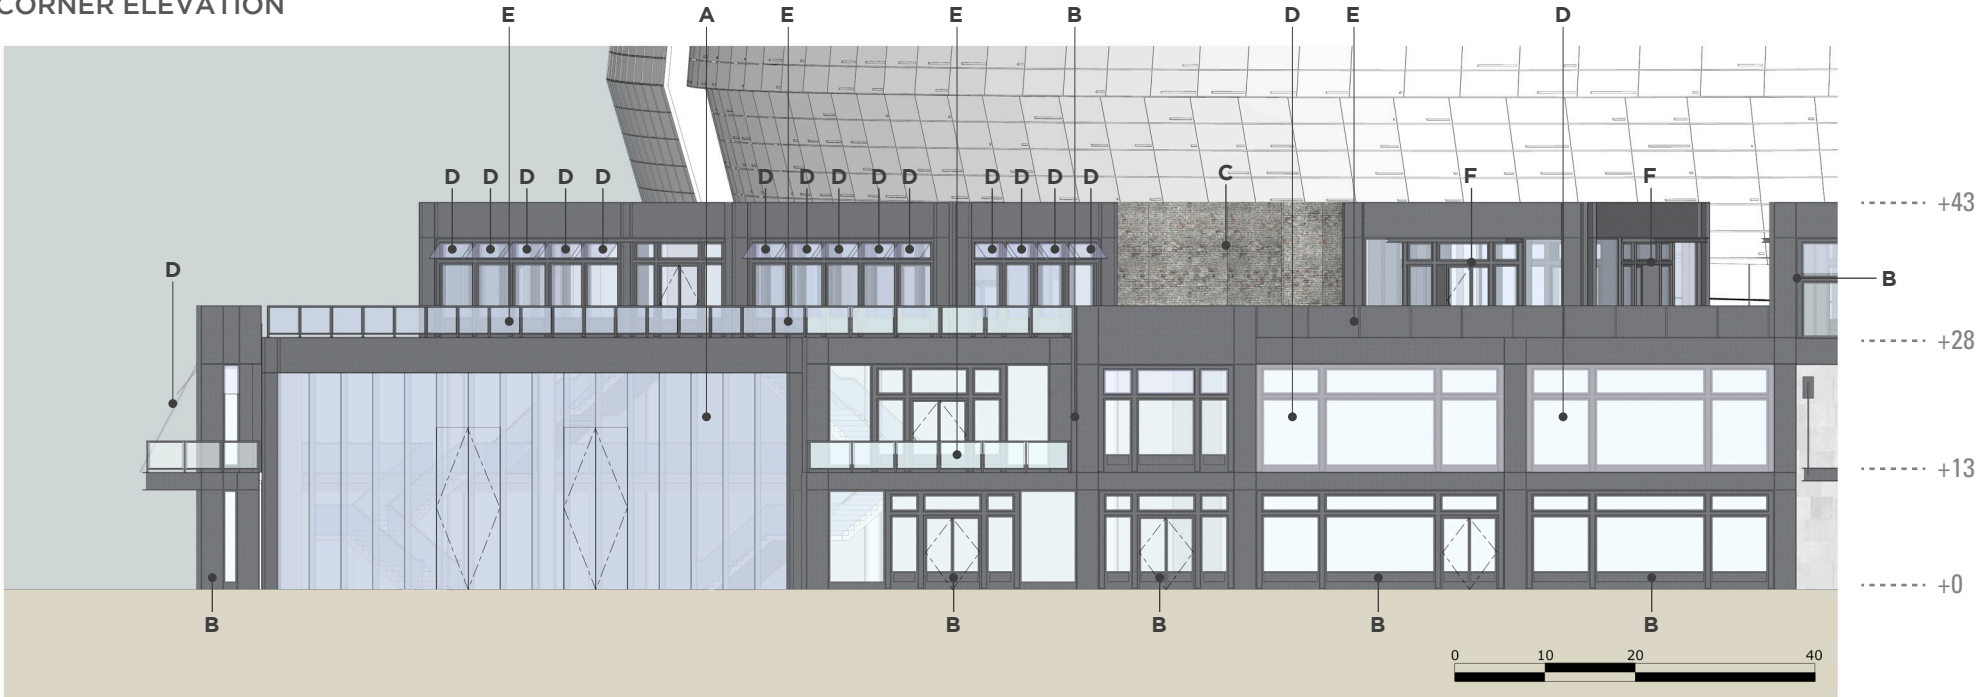 CORNER ELEVATION
E A E E B D E D
D D D D D D D D D D D D D D C F F
+43
D
B
+28
+13
+0
B B B B B
0 10 20 40